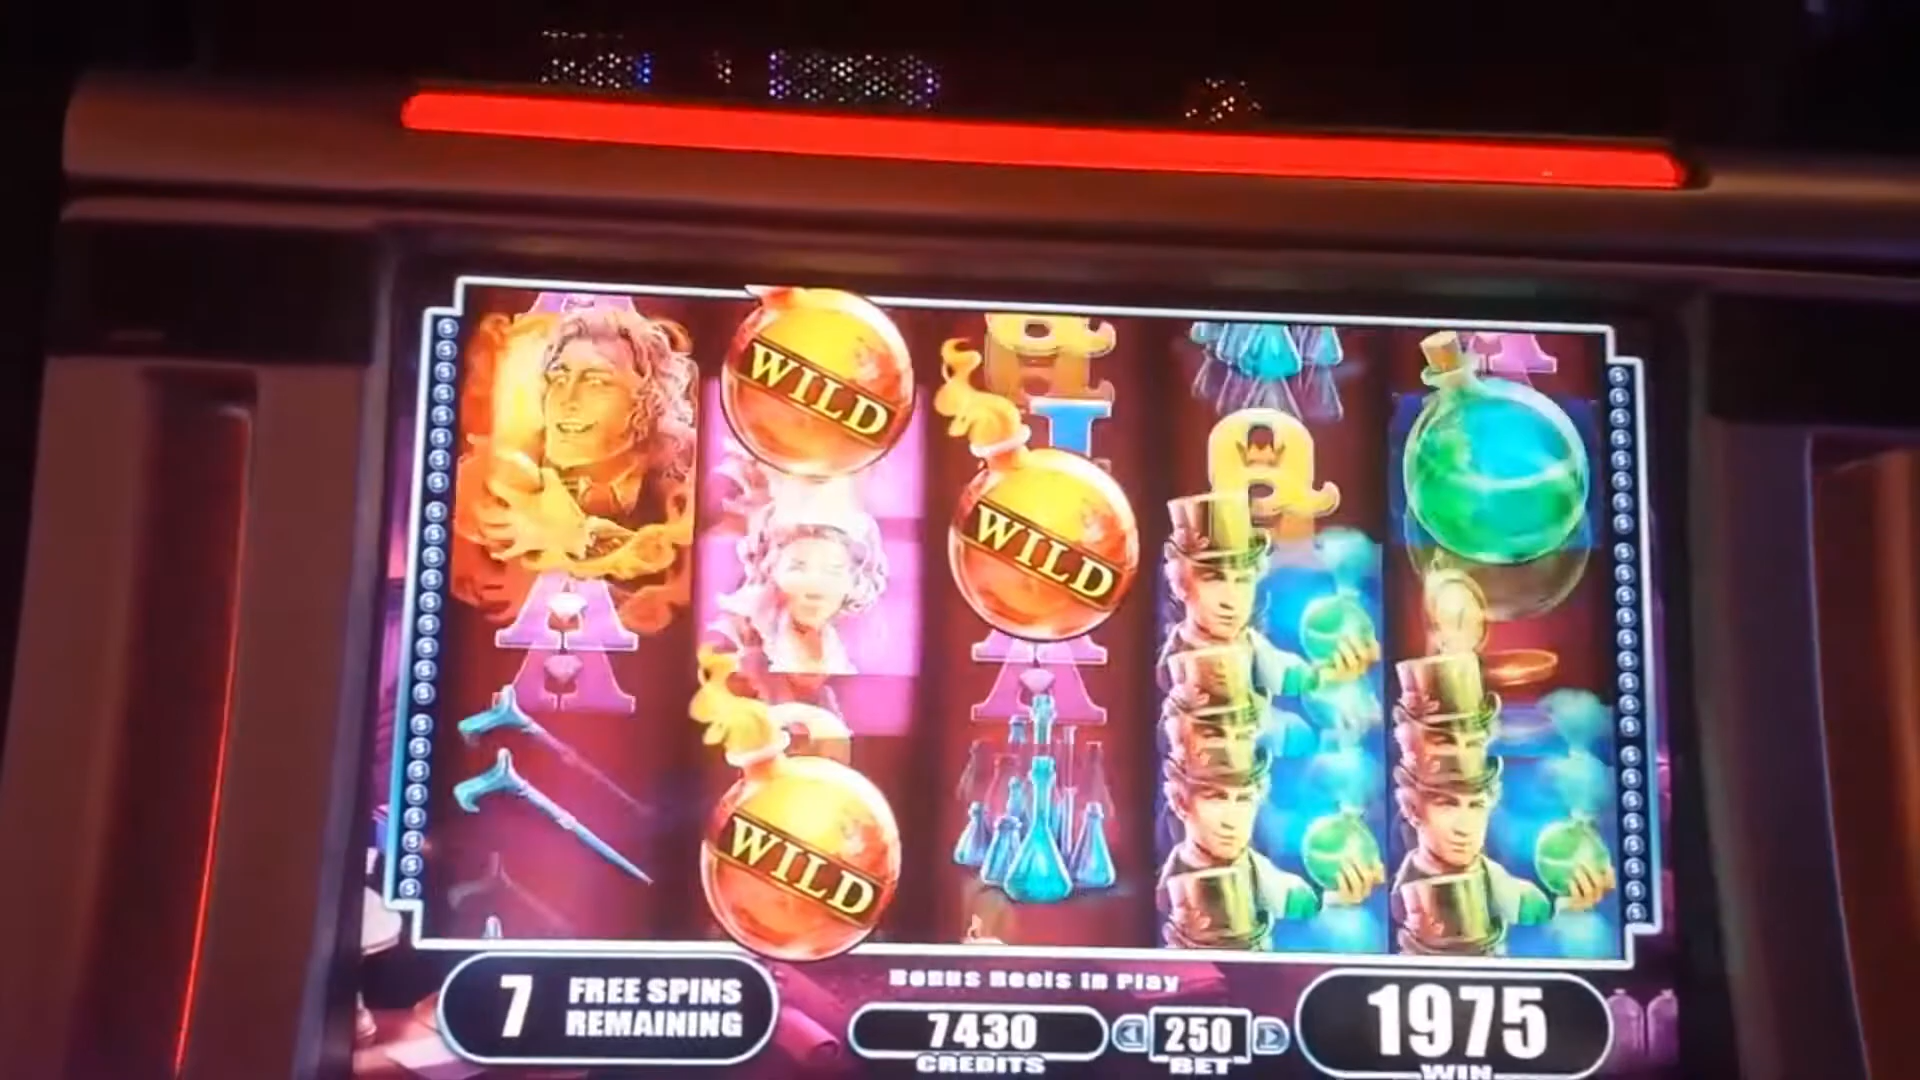 A
WILD
Q
J
A
WILD
Q
A
A
WILD
A
A
7 FREE SPINS REMAINING
Bonus Reels in Play
7430 CREDITS
250 BET
1975 WIN